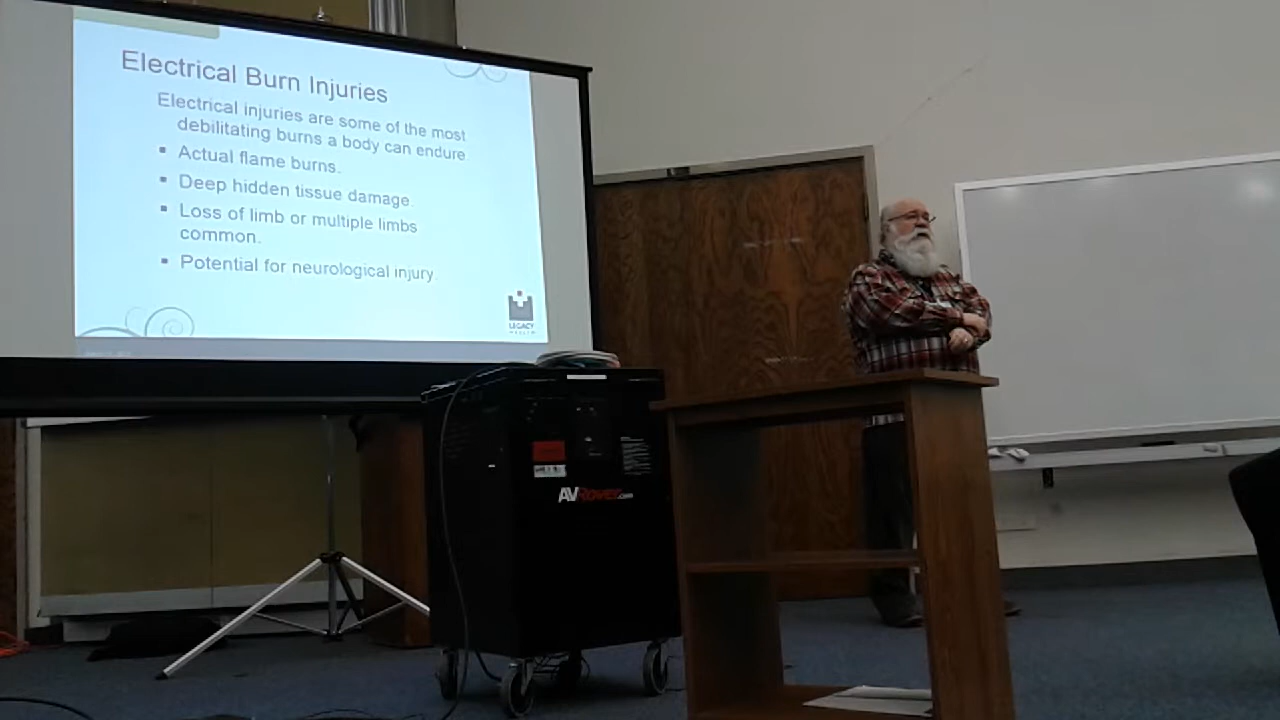 Electrical Burn Injuries
Electrical injuries are some of the most
debilitating burns a body can endure
Actual flame burns.
Deep hidden tissue damage.
Loss of limb or multiple limbs
common.
Potential for neurological injury.
LEGACY
HEALTH
AVRover.com